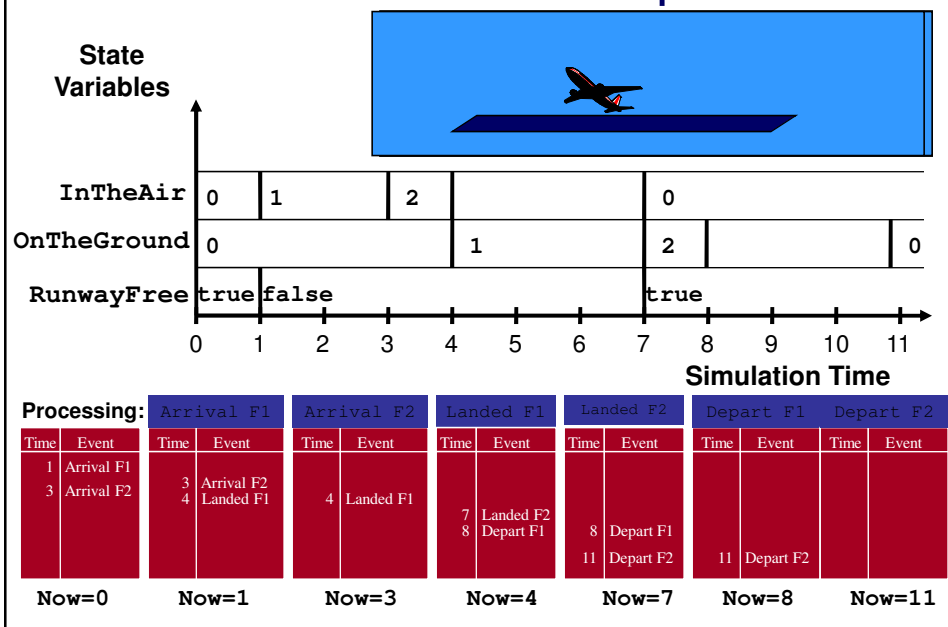 State
Variables
InTheAir 0 1 2 0
OnTheGround 0 1 2 0
RunwayFree true false true
0 1 2 3 4 5 6 7 8 9 10 11
Simulation Time
Processing: Arrival F1 Arrival F2 Landed F1 Landed F2 Depart F1 Depart F2
Time Event Time Event Time Event Time Event Time Event Time Event Time Event
1 Arrival F1
3 Arrival F2
3 Arrival F2
4 Landed F1
4 Landed F1
7 Landed F2
8 Depart F1
8 Depart F1
11 Depart F2
11 Depart F2
Now=0 Now=1 Now=3 Now=4 Now=7 Now=8 Now=11